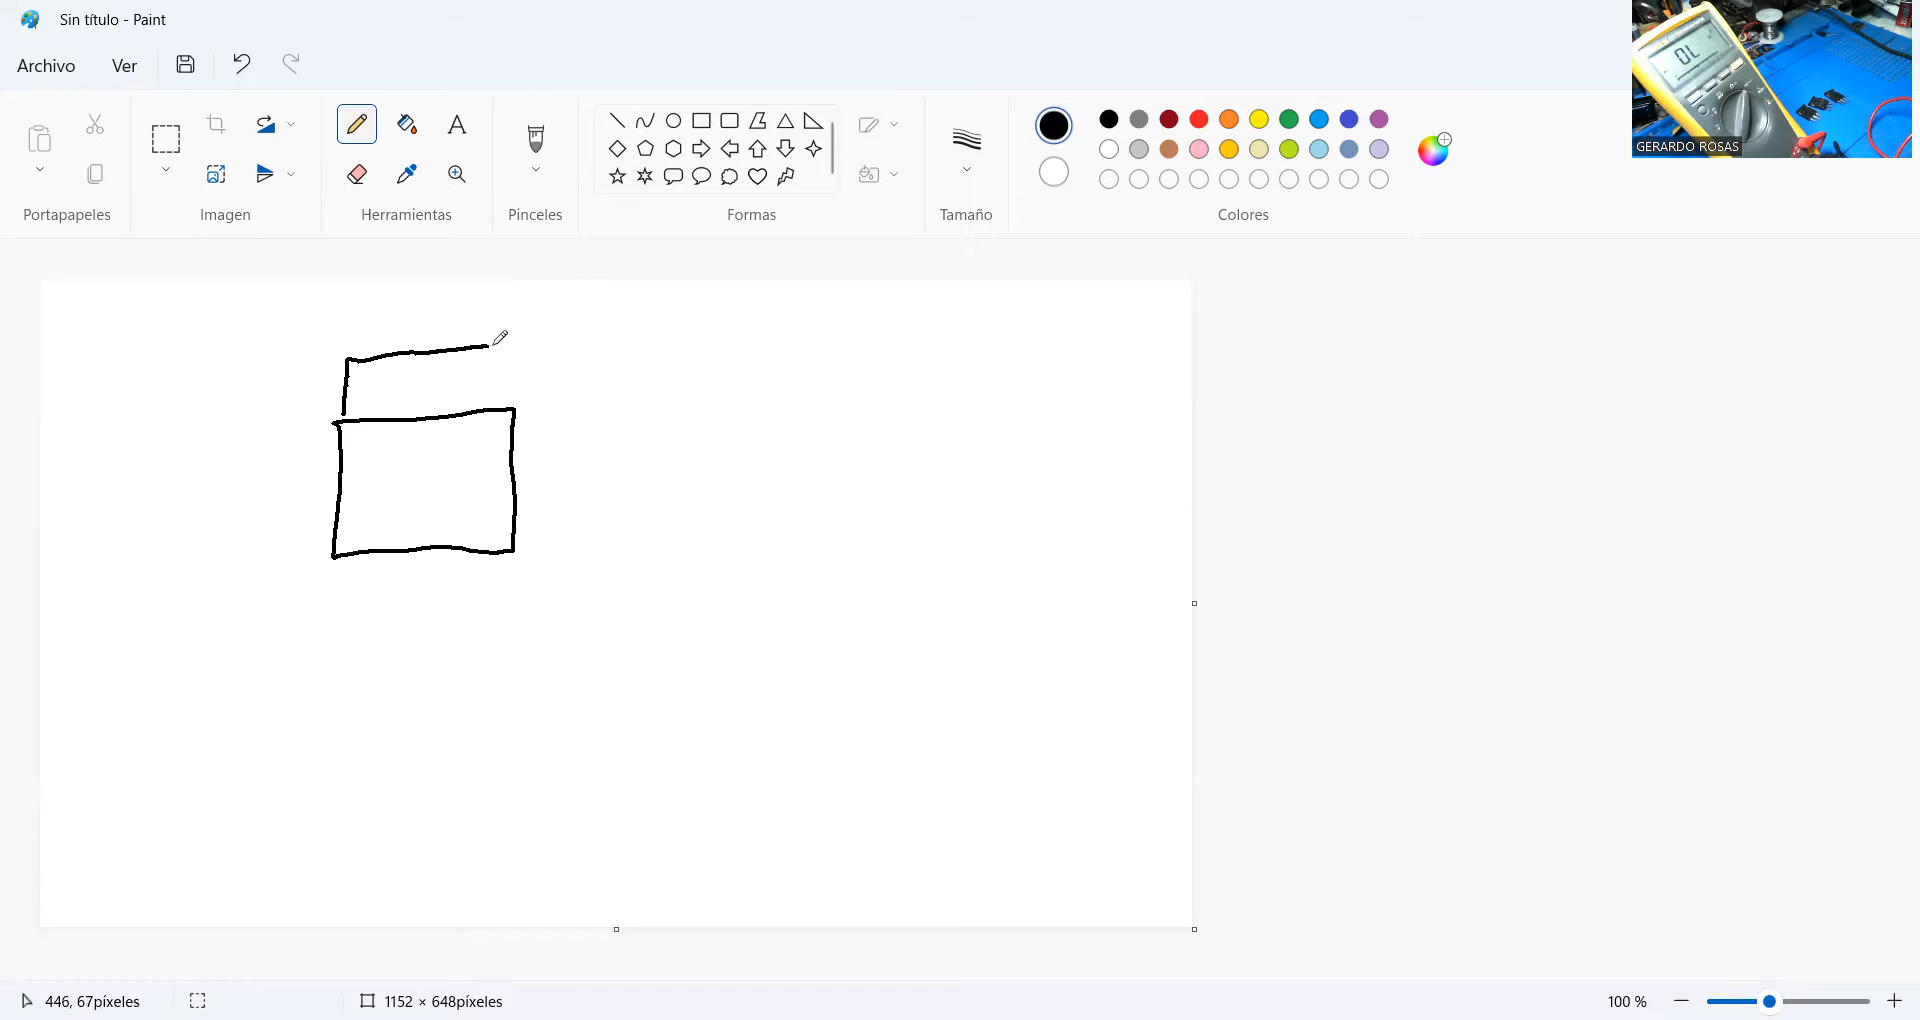 Sin título - Paint
Archivo
Ver
Portapapeles
Imagen
Herramientas
Pinceles
Formas
Tamaño
Colores
OL
GERARDO ROSAS
446, 67píxeles
1152 × 648píxeles
100 %